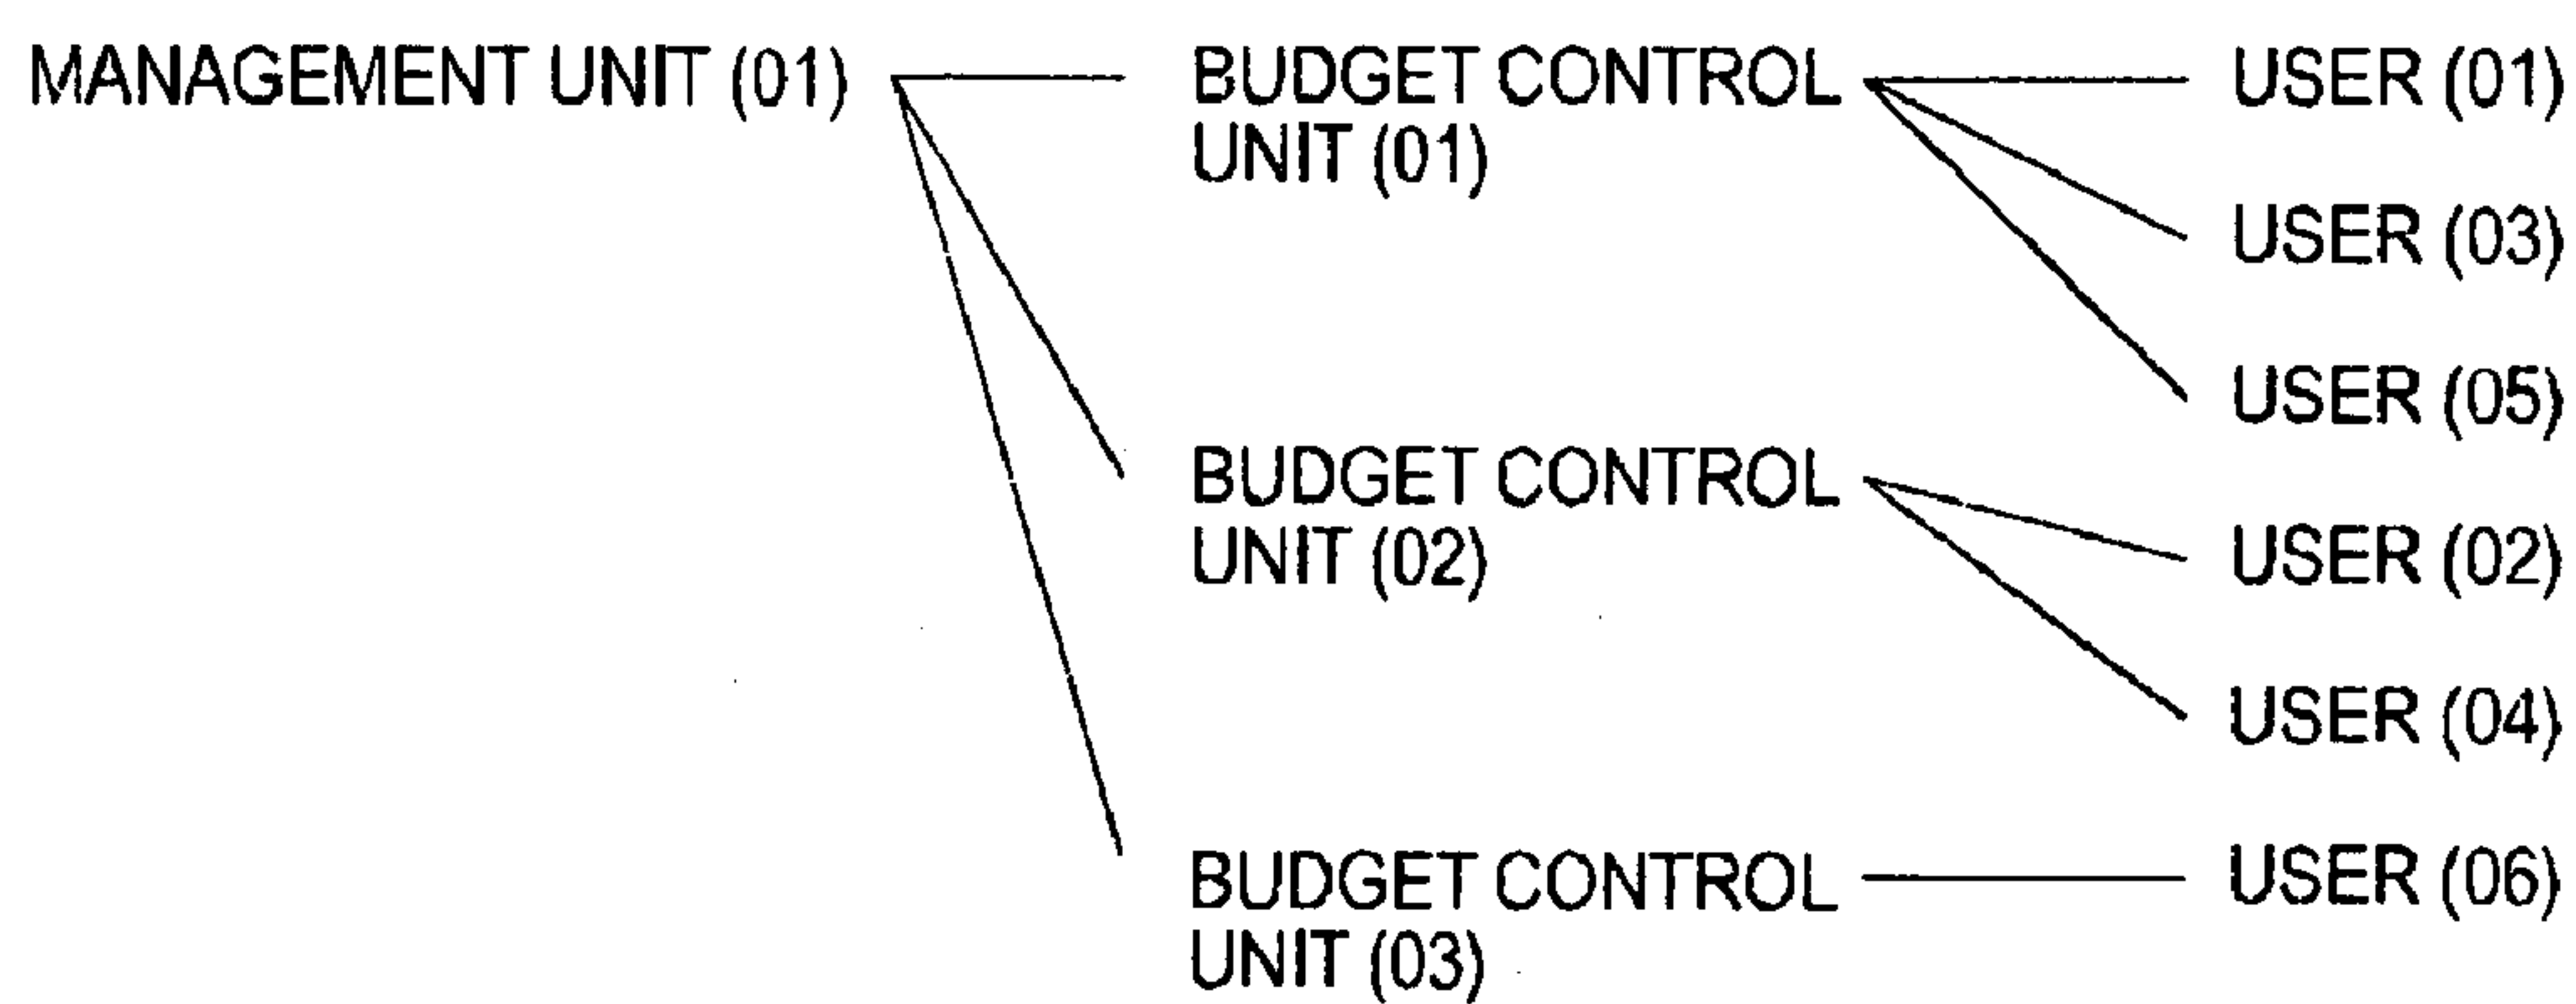 MANAGEMENT UNIT (01)
BUDGET CONTROL
UNIT (01)
USER (01)
USER (03)
USER (05)
BUDGET CONTROL
UNIT (02)
USER (02)
USER (04)
BUDGET CONTROL
UNIT (03)
USER (06)